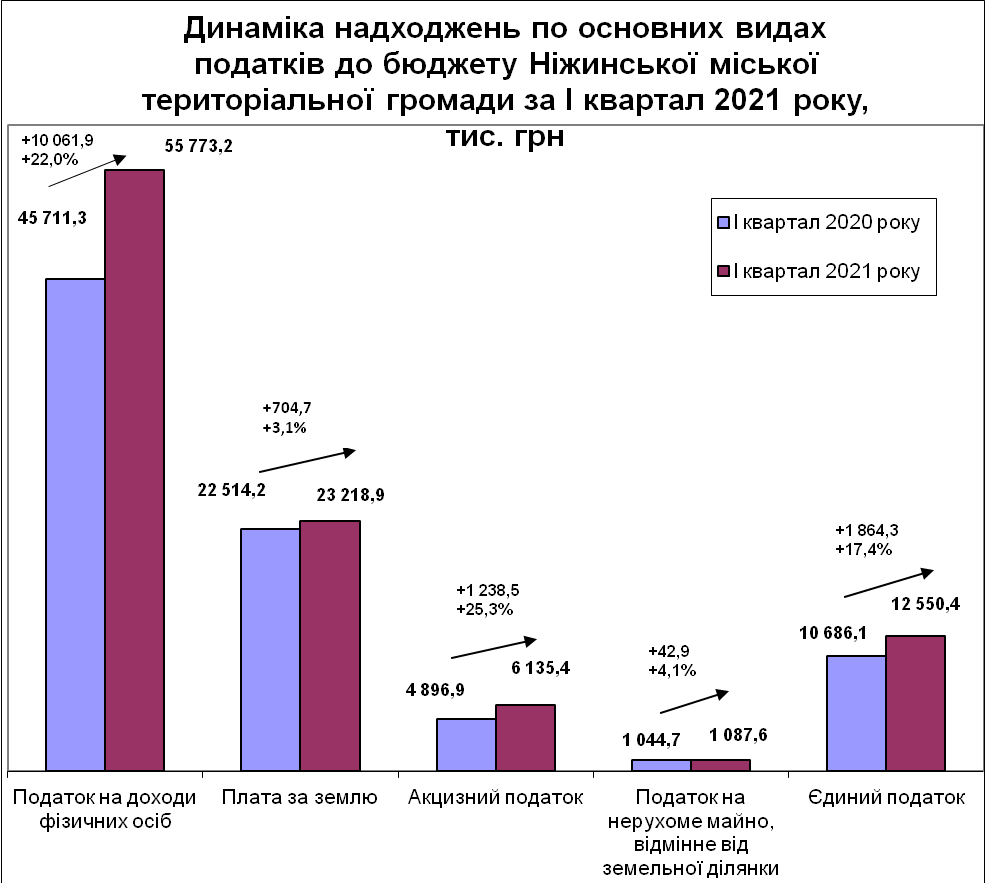 Динаміка надходжень по основних видах
податків до бюджету Ніжинської міської
територіальної громади за І квартал 2021 року,
тис. грн
+10 061,9
+22,0%
55 773,2
45 711,3
І квартал 2020 року
І квартал 2021 року
+704,7
+3,1%
22 514,2
23 218,9
+1 238,5
+25,3%
4 896,9
6 135,4
+42,9
+4,1%
1 044,7
1 087,6
+1 864,3
+17,4%
10 686,1
12 550,4
Податок на доходи
фізичних осіб
Плата за землю
Акцизний податок
Податок на
нерухоме майно,
відмінне від
земельної ділянки
Єдиний податок